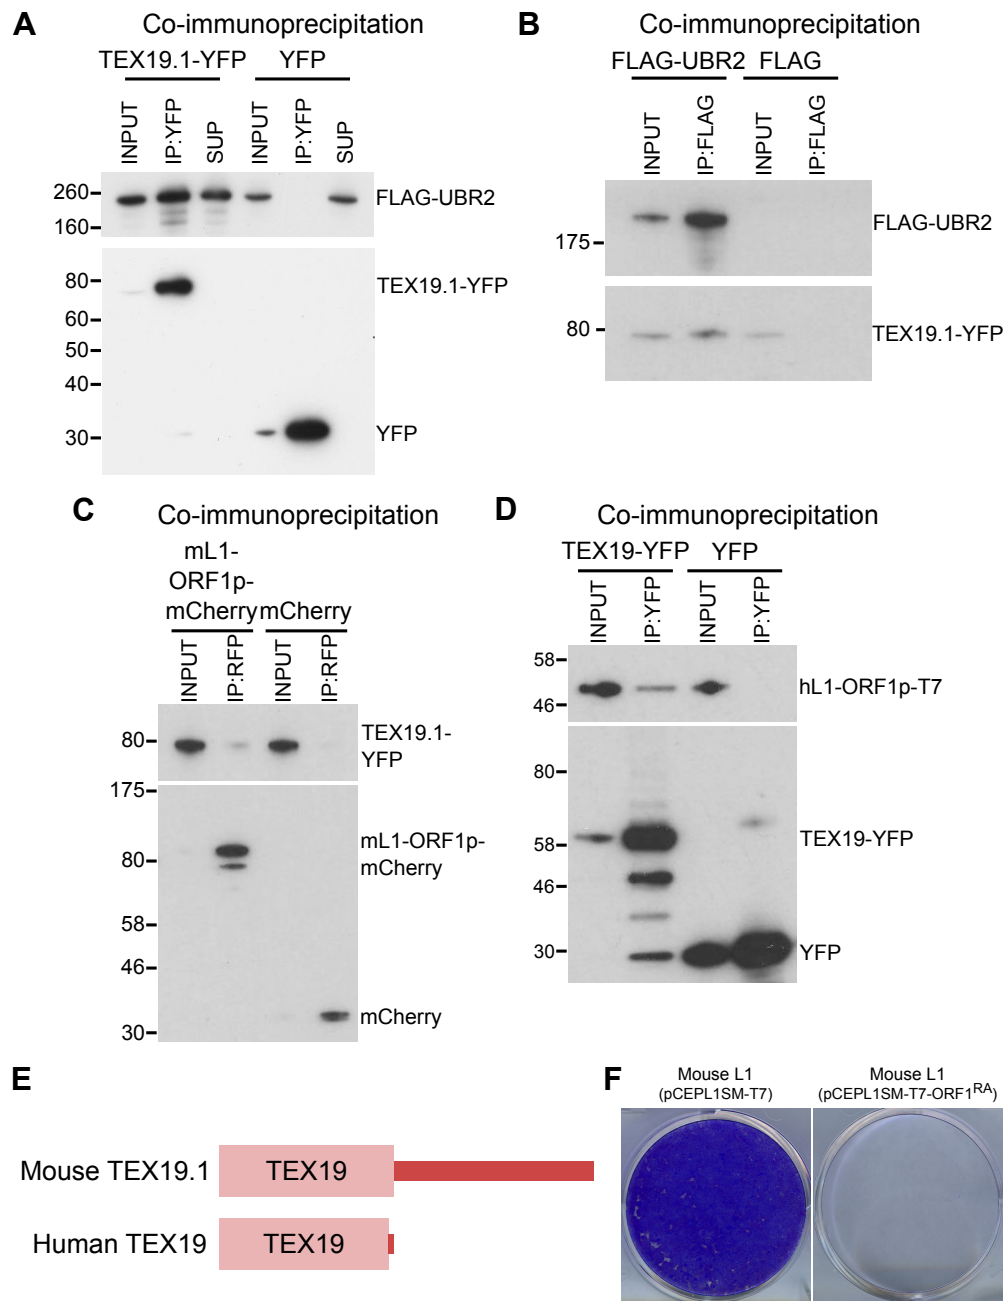 A
Co-immunoprecipitation
TEX19.1-YFP YFP
INPUT IP:YFP SUP INPUT IP:YFP SUP
260
160
FLAG-UBR2
80
60
50
40
30
TEX19.1-YFP
YFP
B
Co-immunoprecipitation
FLAG-UBR2 FLAG
INPUT IP:FLAG INPUT IP:FLAG
175
FLAG-UBR2
80
TEX19.1-YFP
C
Co-immunoprecipitation
mL1-
ORF1p-
mCherry mCherry
INPUT IP:RFP INPUT IP:RFP
80
TEX19.1-
YFP
175
80
58
46
30
mL1-ORF1p-
mCherry
mCherry
D
Co-immunoprecipitation
TEX19-YFP YFP
INPUT IP:YFP INPUT IP:YFP
58
46
hL1-ORF1p-T7
80
58
46
30
TEX19-YFP
YFP
E
Mouse TEX19.1 TEX19
Human TEX19 TEX19
F
Mouse L1
(pCEPL1SM-T7)
Mouse L1
(pCEPL1SM-T7-ORF1RA)